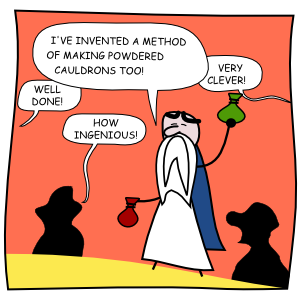 I'VE INVENTED A METHOD
OF MAKING POWDERED
CAULDRONS TOO!
VERY
CLEVER!
WELL
DONE!
HOW
INGENIOUS!